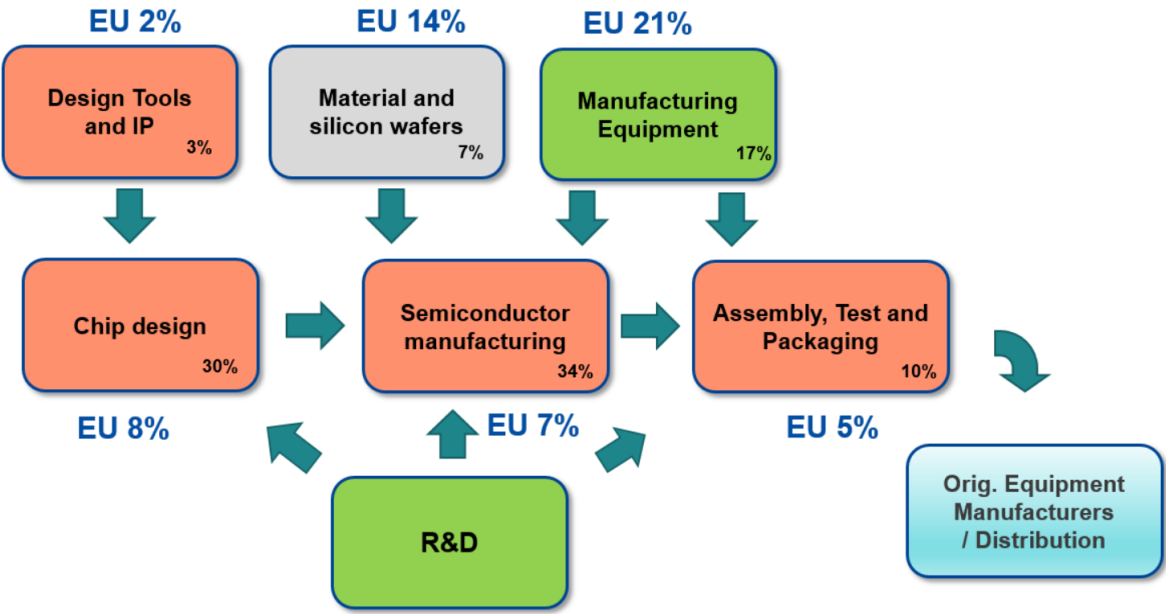 EU 2%
EU 14%
EU 21%
Design Tools
and IP
3%
Material and
silicon wafers
7%
Manufacturing
Equipment
17%
Chip design
30%
Semiconductor
manufacturing
34%
Assembly, Test and
Packaging
10%
EU 8%
EU 7%
EU 5%
R&D
Orig. Equipment
Manufacturers
/ Distribution